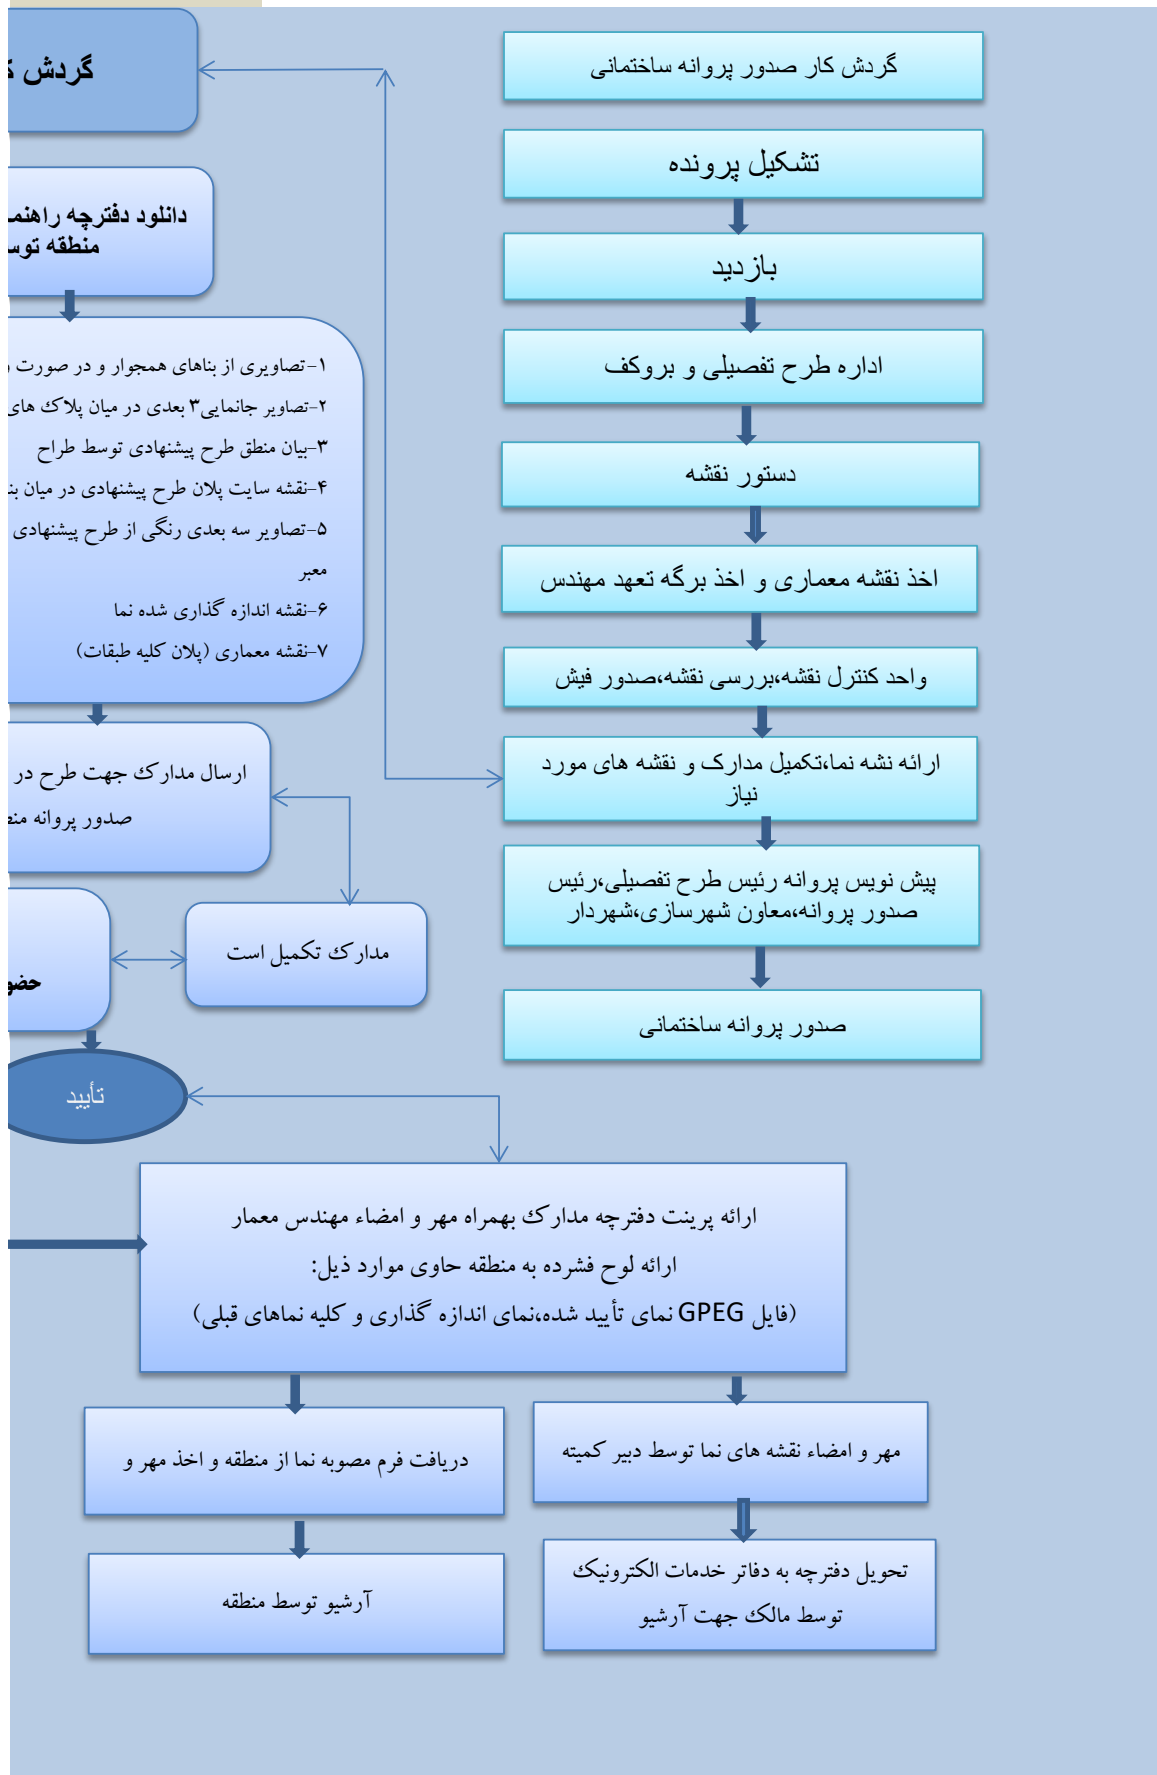 گردش کار صدور پروانه ساختمانی
تشکیل پرونده
بازدید
اداره طرح تفصیلی و بروکف
دستور نقشه
اخذ نقشه معماری و اخذ برگه تعهد مهندس
واحد کنترل نقشه،بررسی نقشه،صدور فیش
ارائه نشه نما،تکمیل مدارک و نقشه های مورد
نیاز
پیش نویس پروانه رئیس طرح تفصیلی،رئیس
صدور پروانه،معاون شهرسازی،شهردار
صدور پروانه ساختمانی
گردش
دانلود دفترچه
منطقه
۱-تصاویری از بناهای همجوار و در صورت
۲-تصاویر جانمایی۳ بعدی در میان پلاک های
۳-بیان منطق طرح پیشنهادی توسط طراح
۴-نقشه سایت پلان طرح پیشنهادی در میان
۵-تصاویر سه بعدی رنگی از طرح پیشنهادی
معبر
۶-نقشه اندازه گذاری شده نما
۷-نقشه معماری (پلان کلیه طبقات)
ارسال مدارک جهت طرح در
صدور پروانه
مدارک تکمیل است
تأیید
ارائه پرینت دفترچه مدارک بهمراه مهر و امضاء مهندس معمار
ارائه لوح فشرده به منطقه حاوی موارد ذیل:
(فایل GPEG نمای تأیید شده،نمای اندازه گذاری و کلیه نماهای قبلی)
مهر و امضاء نقشه های نما توسط دبیر کمیته
تحویل دفترچه به دفاتر خدمات الکترونیک
توسط مالک جهت آرشیو
دریافت فرم مصوبه نما از منطقه و اخذ مهر و
آرشیو توسط منطقه